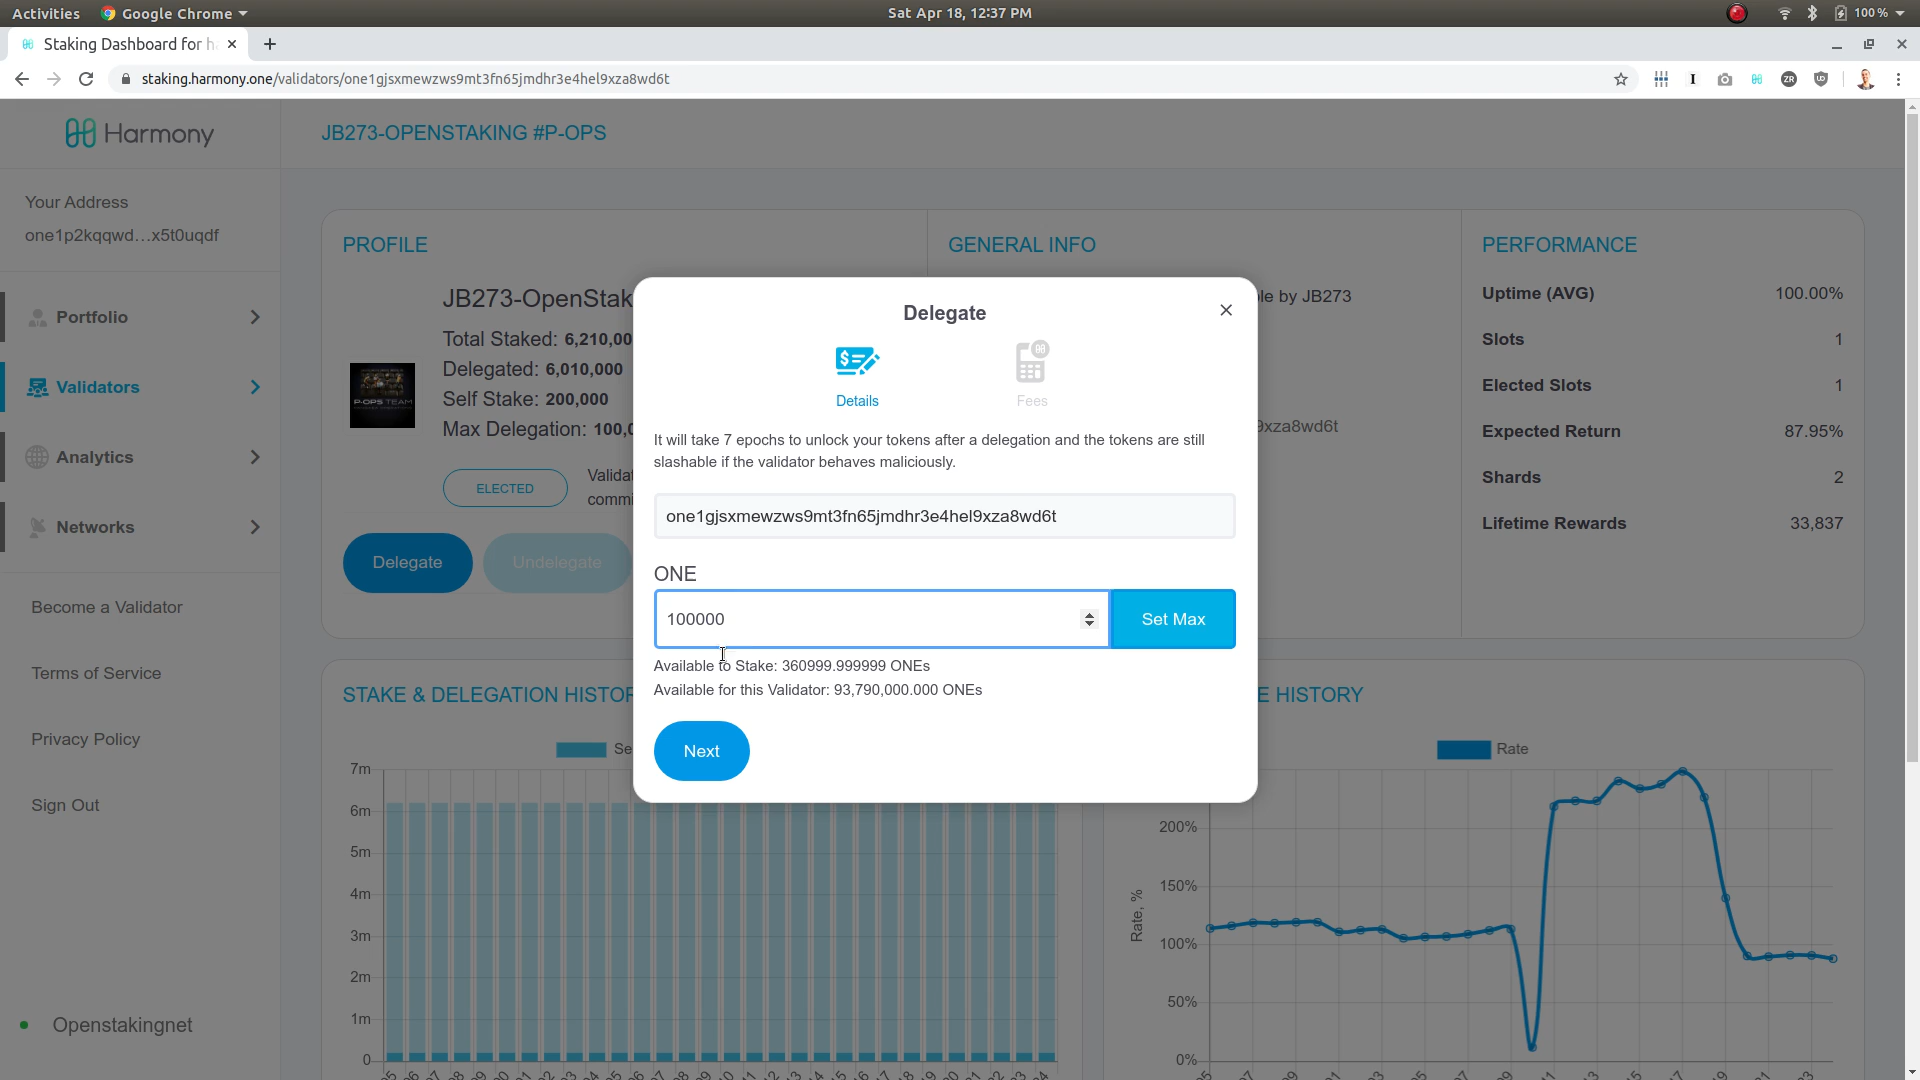 Activities
Google Chrome
Sat Apr 18, 12:37 PM
100 %
Staking Dashboard for h
staking.harmony.one/validators/one1gjsxmewzws9mt3fn65jmdhr3e4hel9xza8wd6t
Harmony
JB273-OPENSTAKING #P-OPS
Your Address
one1p2kqqwd...x5t0uqdf
Portfolio
Validators
Analytics
Networks
Become a Validator
Terms of Service
Privacy Policy
Sign Out
Openstakingnet
PROFILE
JB273-OpenStak
Total Staked: 6,210,00
Delegated: 6,010,000
Self Stake: 200,000
Max Delegation: 100,0
P-OPS TEAM
ELECTED
Validat
commi
Delegate
Undelegate
GENERAL INFO
le by JB273
9xza8wd6t
PERFORMANCE
Uptime (AVG) 100.00%
Slots 1
Elected Slots 1
Expected Return 87.95%
Shards 2
Lifetime Rewards 33,837
Delegate
Details
Fees
It will take 7 epochs to unlock your tokens after a delegation and the tokens are still
slashable if the validator behaves maliciously.
one1gjsxmewzws9mt3fn65jmdhr3e4hel9xza8wd6t
ONE
100000
Set Max
Available to Stake: 360999.999999 ONEs
Available for this Validator: 93,790,000.000 ONEs
Next
STAKE & DELEGATION HISTOR
Se
7m
6m
5m
4m
3m
2m
1m
0
E HISTORY
Rate
Rate, %
200%
150%
100%
50%
0%